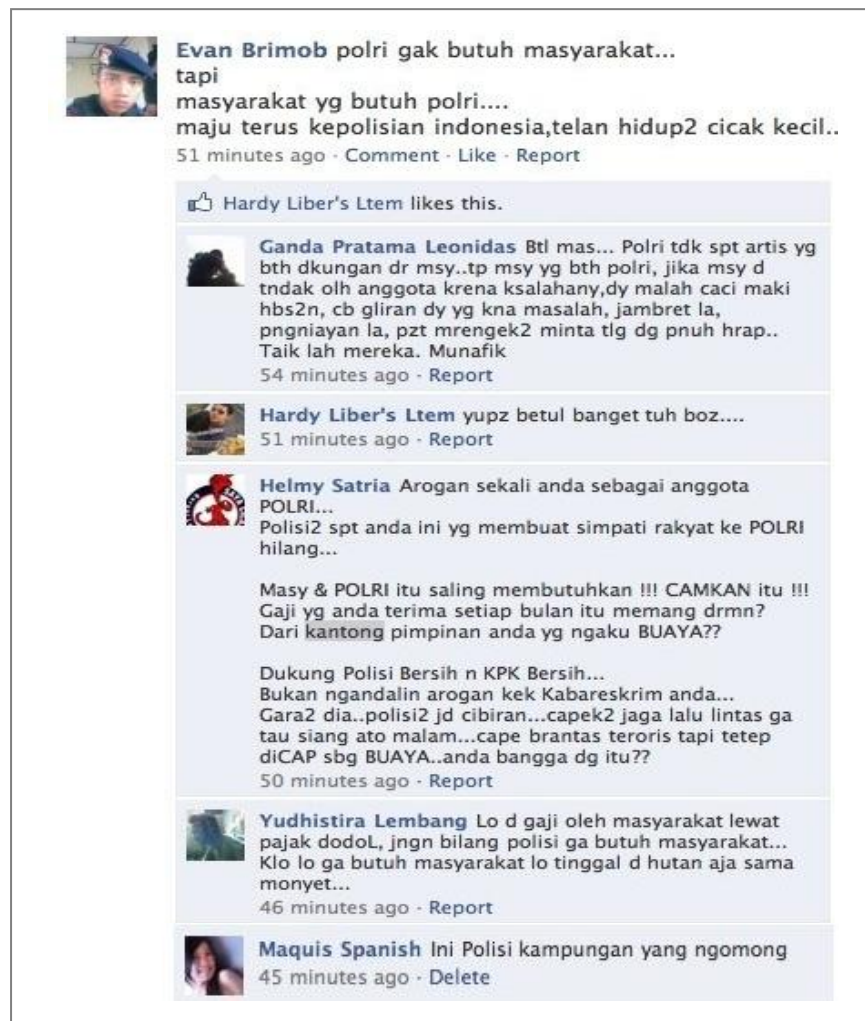 Evan Brimob polri gak butuh masyarakat...
tapi
masyarakat yg butuh polri....
maju terus kepolisian indonesia,telan hidup2 cicak kecil..
51 minutes ago · Comment · Like · Report
Hardy Liber's Ltem likes this.
Ganda Pratama Leonidas Btl mas... Polri tdk spt artis yg
bth dkungan dr msy..tp msy yg bth polri, jika msy d
tndak olh anggota krena ksalahany,dy malah caci maki
hbs2n, cb gliran dy yg kna masalah, jambret la,
pngniayan la, pzt mrengek2 minta tlg dg pnuh hrap..
Taik lah mereka. Munafik
54 minutes ago · Report
Hardy Liber's Ltem yupz betul banget tuh boz....
51 minutes ago · Report
Helmy Satria Arogan sekali anda sebagai anggota
POLRI...
Polisi2 spt anda ini yg membuat simpati rakyat ke POLRI
hilang...
Masy & POLRI itu saling membutuhkan !!! CAMKAN itu !!!
Gaji yg anda terima setiap bulan itu memang drmn?
Dari kantong pimpinan anda yg ngaku BUAYA??
Dukung Polisi Bersih n KPK Bersih...
Bukan ngandalin arogan kek Kabareskrim anda...
Gara2 dia..polisi2 jd cibiran...capek2 jaga lalu lintas ga
tau siang ato malam...cape brantas teroris tapi tetep
diCAP sbg BUAYA..anda bangga dg itu??
50 minutes ago · Report
Yudhistira Lembang Lo d gaji oleh masyarakat lewat
pajak dodoL, jngn bilang polisi ga butuh masyarakat...
Klo lo ga butuh masyarakat lo tinggal d hutan aja sama
monyet...
46 minutes ago · Report
Maquis Spanish Ini Polisi kampungan yang ngomong
45 minutes ago · Delete